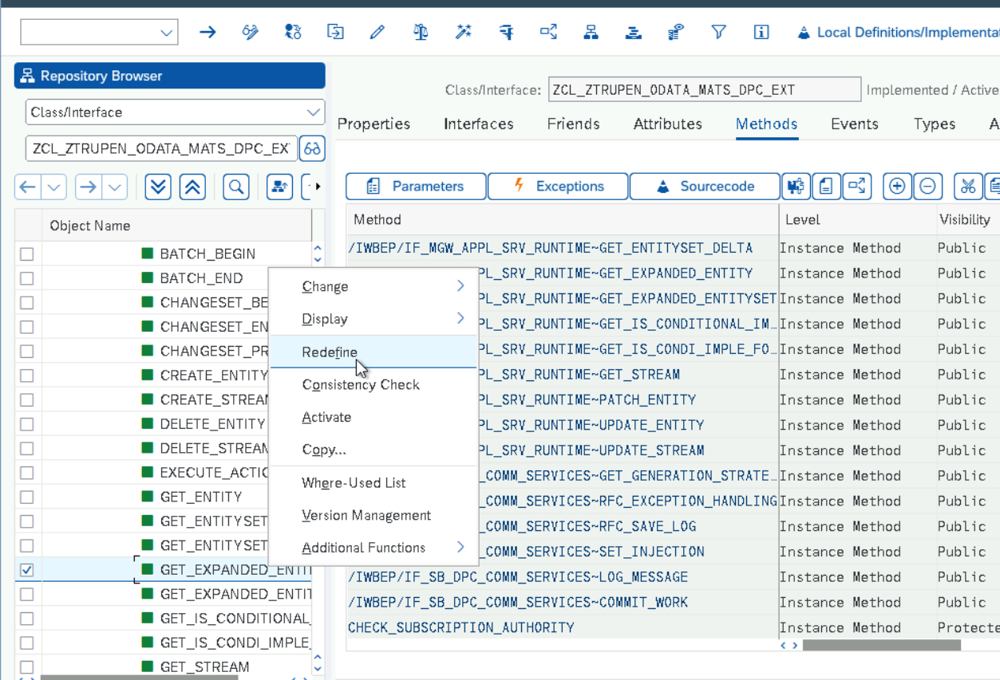 Local Definitions/Implementa
Repository Browser
Class/Interface
ZCL_ZTRUPEN_ODATA_MATS_DPC_EX
Object Name
BATCH_BEGIN
BATCH_END
CHANGESET_BE
CHANGESET_EN
CHANGESET_PR
CREATE_ENTITY
CREATE_STREAM
DELETE_ENTITY
DELETE_STREAM
EXECUTE_ACTIO
GET_ENTITY
GET_ENTITYSET
GET_ENTITYSET
GET_EXPANDED_ENTIT
GET_EXPANDED_ENTIT
GET_IS_CONDITIONAL_
GET_IS_CONDI_IMPLE_
GET_STREAM
Change
Display
Redefine
Consistency Check
Activate
Copy...
Where-Used List
Version Management
Additional Functions
Class/Interface: ZCL_ZTRUPEN_ODATA_MATS_DPC_EXT Implemented / Active
Properties Interfaces Friends Attributes Methods Events Types A
Parameters Exceptions Sourcecode
Method Level Visibility
/IWBEP/IF_MGW_APPL_SRV_RUNTIME~GET_ENTITYSET_DELTA Instance Method Public
PL_SRV_RUNTIME~GET_EXPANDED_ENTITY Instance Method Public
PL_SRV_RUNTIME~GET_EXPANDED_ENTITYSET Instance Method Public
PL_SRV_RUNTIME~GET_IS_CONDITIONAL_IM… Instance Method Public
PL_SRV_RUNTIME~GET_IS_CONDI_IMPLE_FO… Instance Method Public
PL_SRV_RUNTIME~GET_STREAM Instance Method Public
PL_SRV_RUNTIME~PATCH_ENTITY Instance Method Public
PL_SRV_RUNTIME~UPDATE_ENTITY Instance Method Public
PL_SRV_RUNTIME~UPDATE_STREAM Instance Method Public
_COMM_SERVICES~GET_GENERATION_STRATE… Instance Method Public
_COMM_SERVICES~RFC_EXCEPTION_HANDLING Instance Method Public
_COMM_SERVICES~RFC_SAVE_LOG Instance Method Public
_COMM_SERVICES~SET_INJECTION Instance Method Public
/IWBEP/IF_SB_DPC_COMM_SERVICES~LOG_MESSAGE Instance Method Public
/IWBEP/IF_SB_DPC_COMM_SERVICES~COMMIT_WORK Instance Method Public
CHECK_SUBSCRIPTION_AUTHORITY Instance Method Protecte